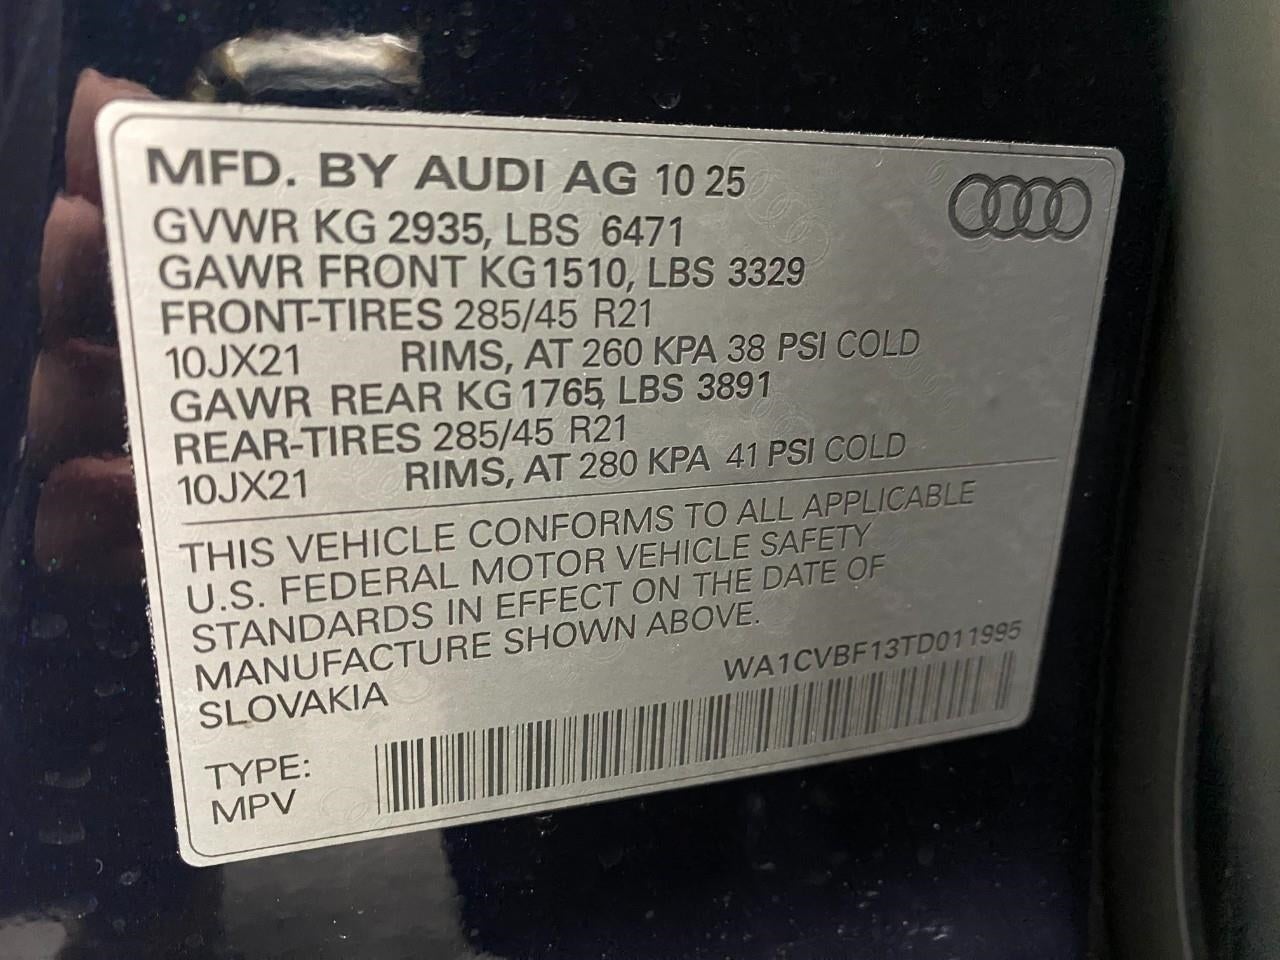 MFD. BY AUDI AG 10 25
GVWR KG 2935, LBS 6471
GAWR FRONT KG 1510, LBS 3329
FRONT-TIRES 285/45 R21
10JX21 RIMS, AT 260 KPA 38 PSI COLD
GAWR REAR KG 1765, LBS 3891
REAR-TIRES 285/45 R21
10JX21 RIMS, AT 280 KPA 41 PSI COLD
THIS VEHICLE CONFORMS TO ALL APPLICABLE
U.S. FEDERAL MOTOR VEHICLE SAFETY
STANDARDS IN EFFECT ON THE DATE OF
MANUFACTURE SHOWN ABOVE.
SLOVAKIA
WA1CVBF13TD011995
TYPE:
MPV